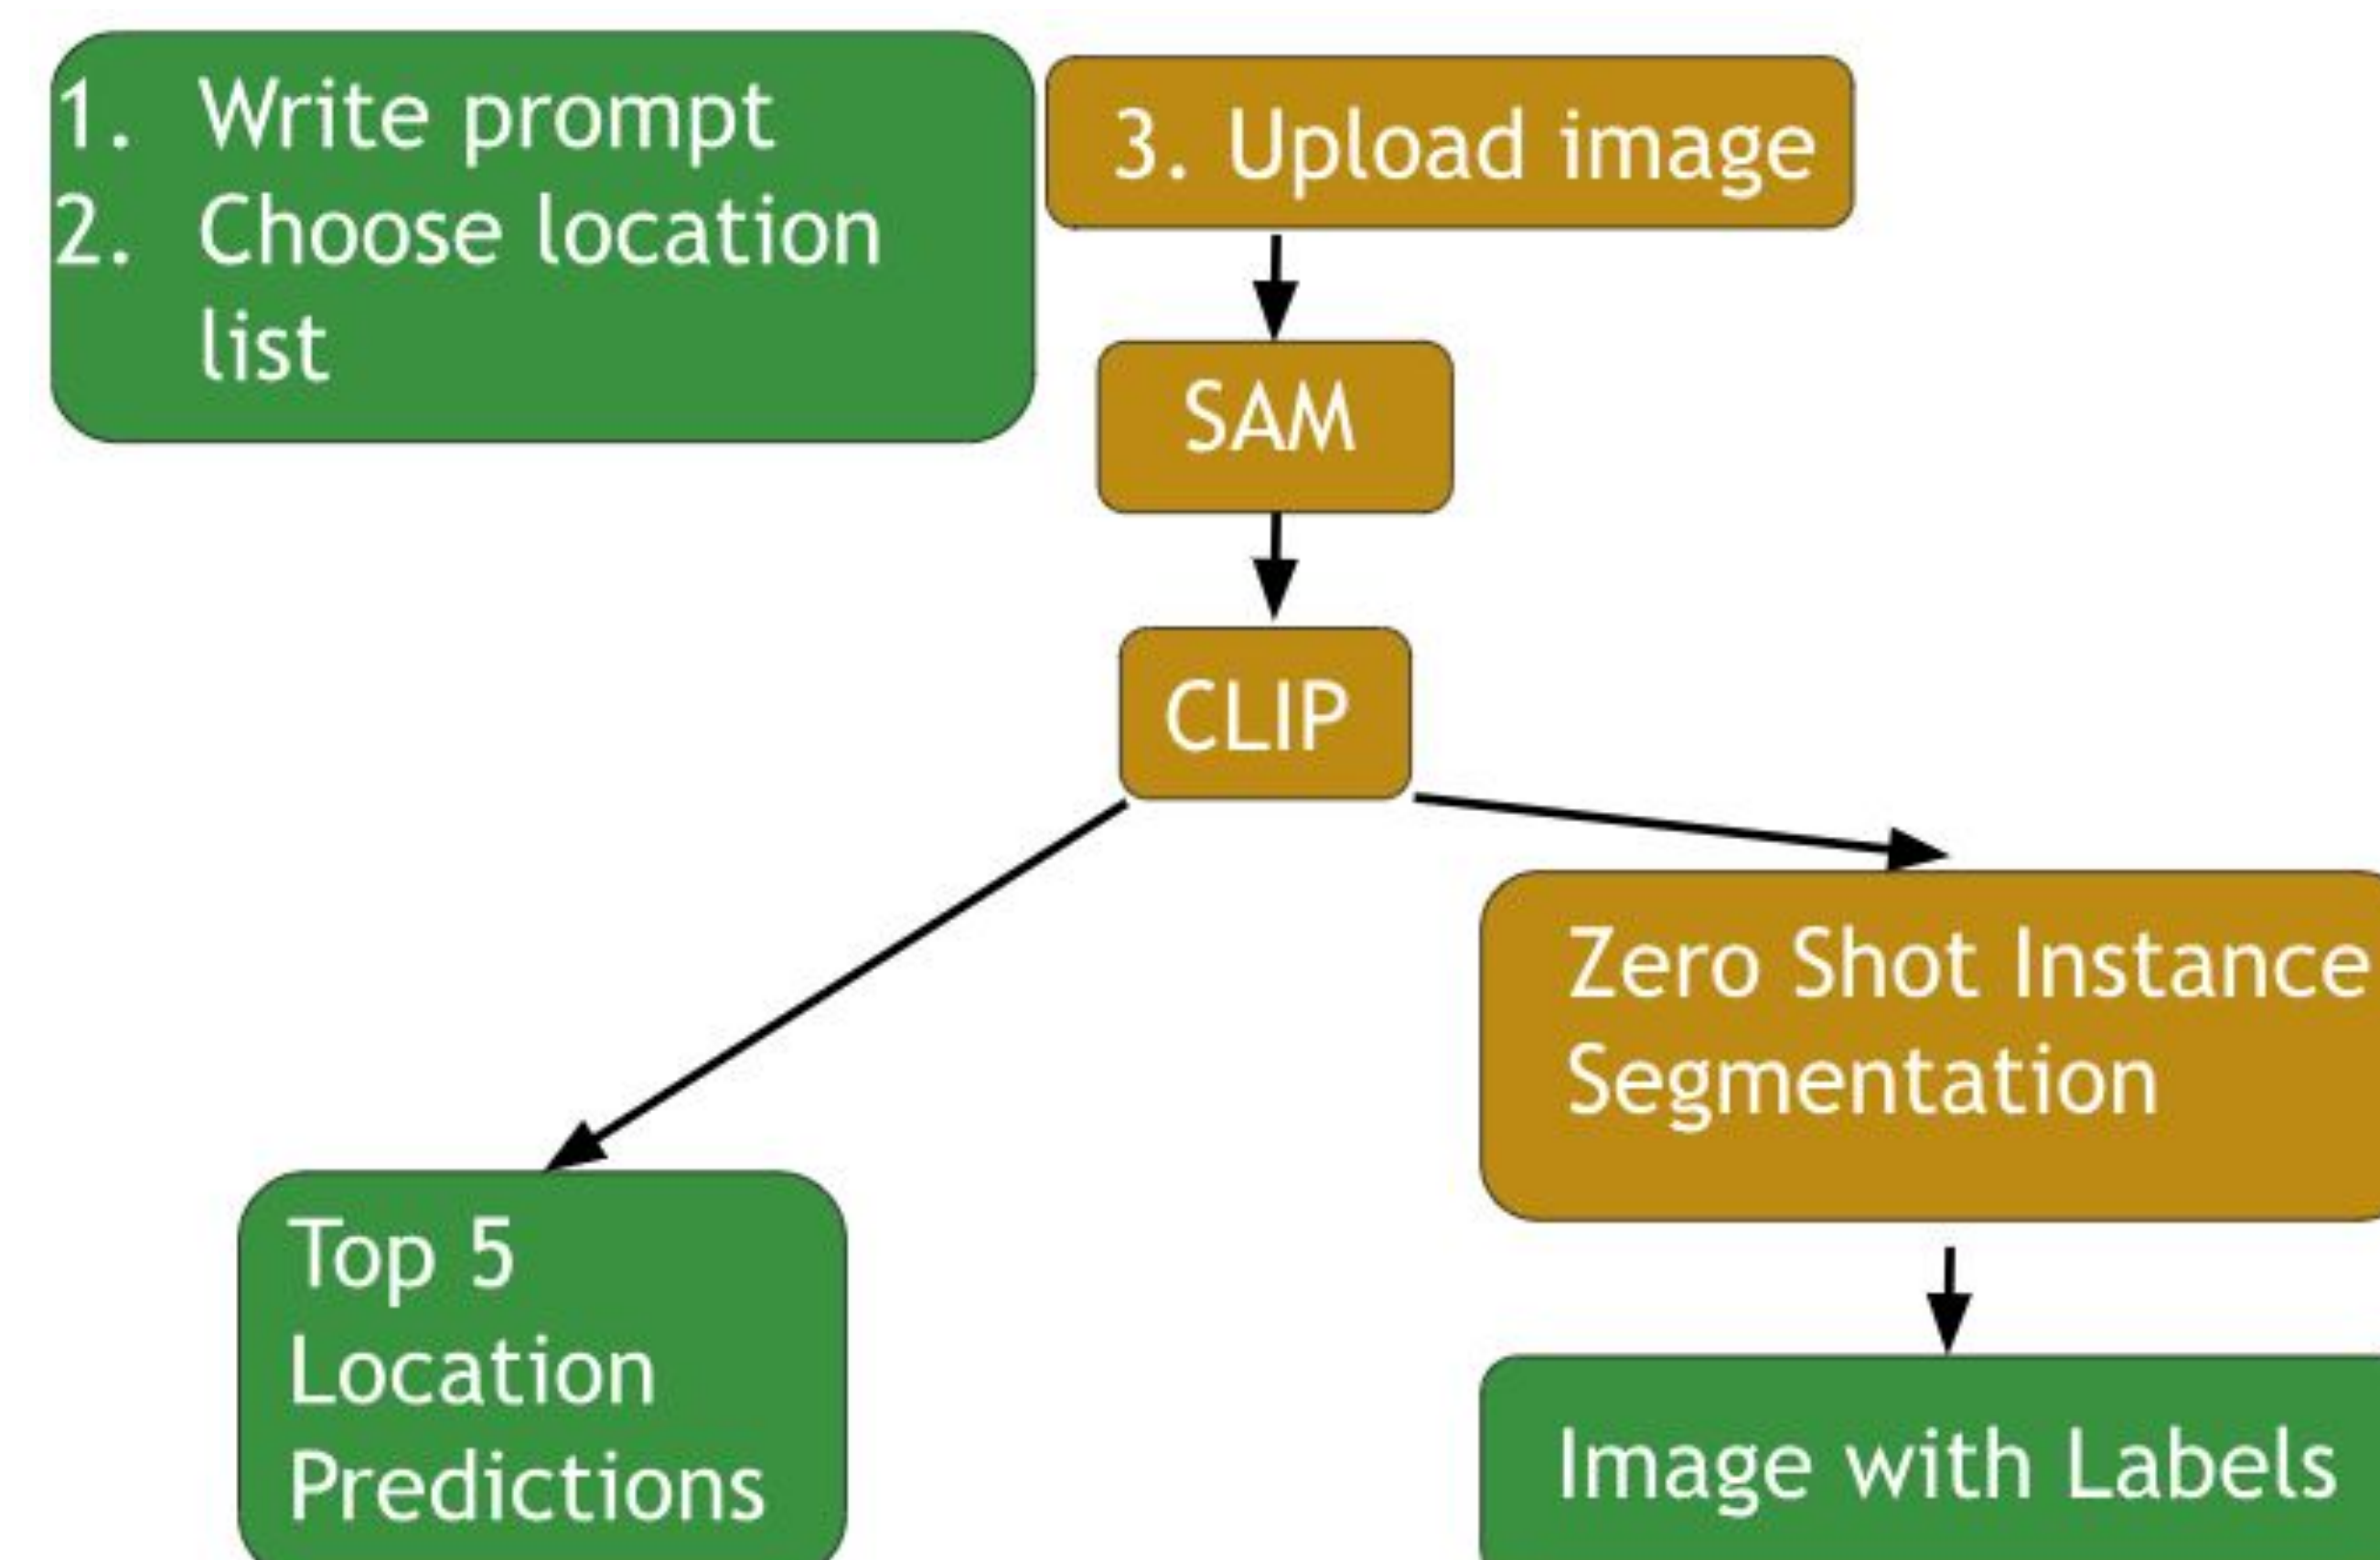 1. Write prompt
2. Choose location
list
3. Upload image
SAM
CLIP
Zero Shot Instance
Segmentation
Top 5
Location
Predictions
Image with Labels